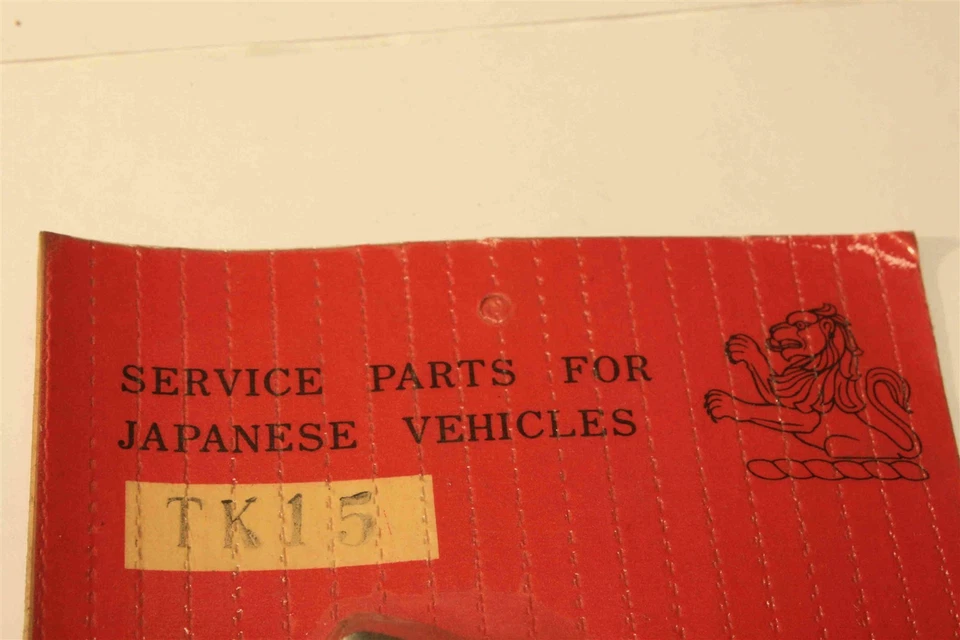 SERVICE PARTS FOR
JAPANESE VEHICLES
TK15